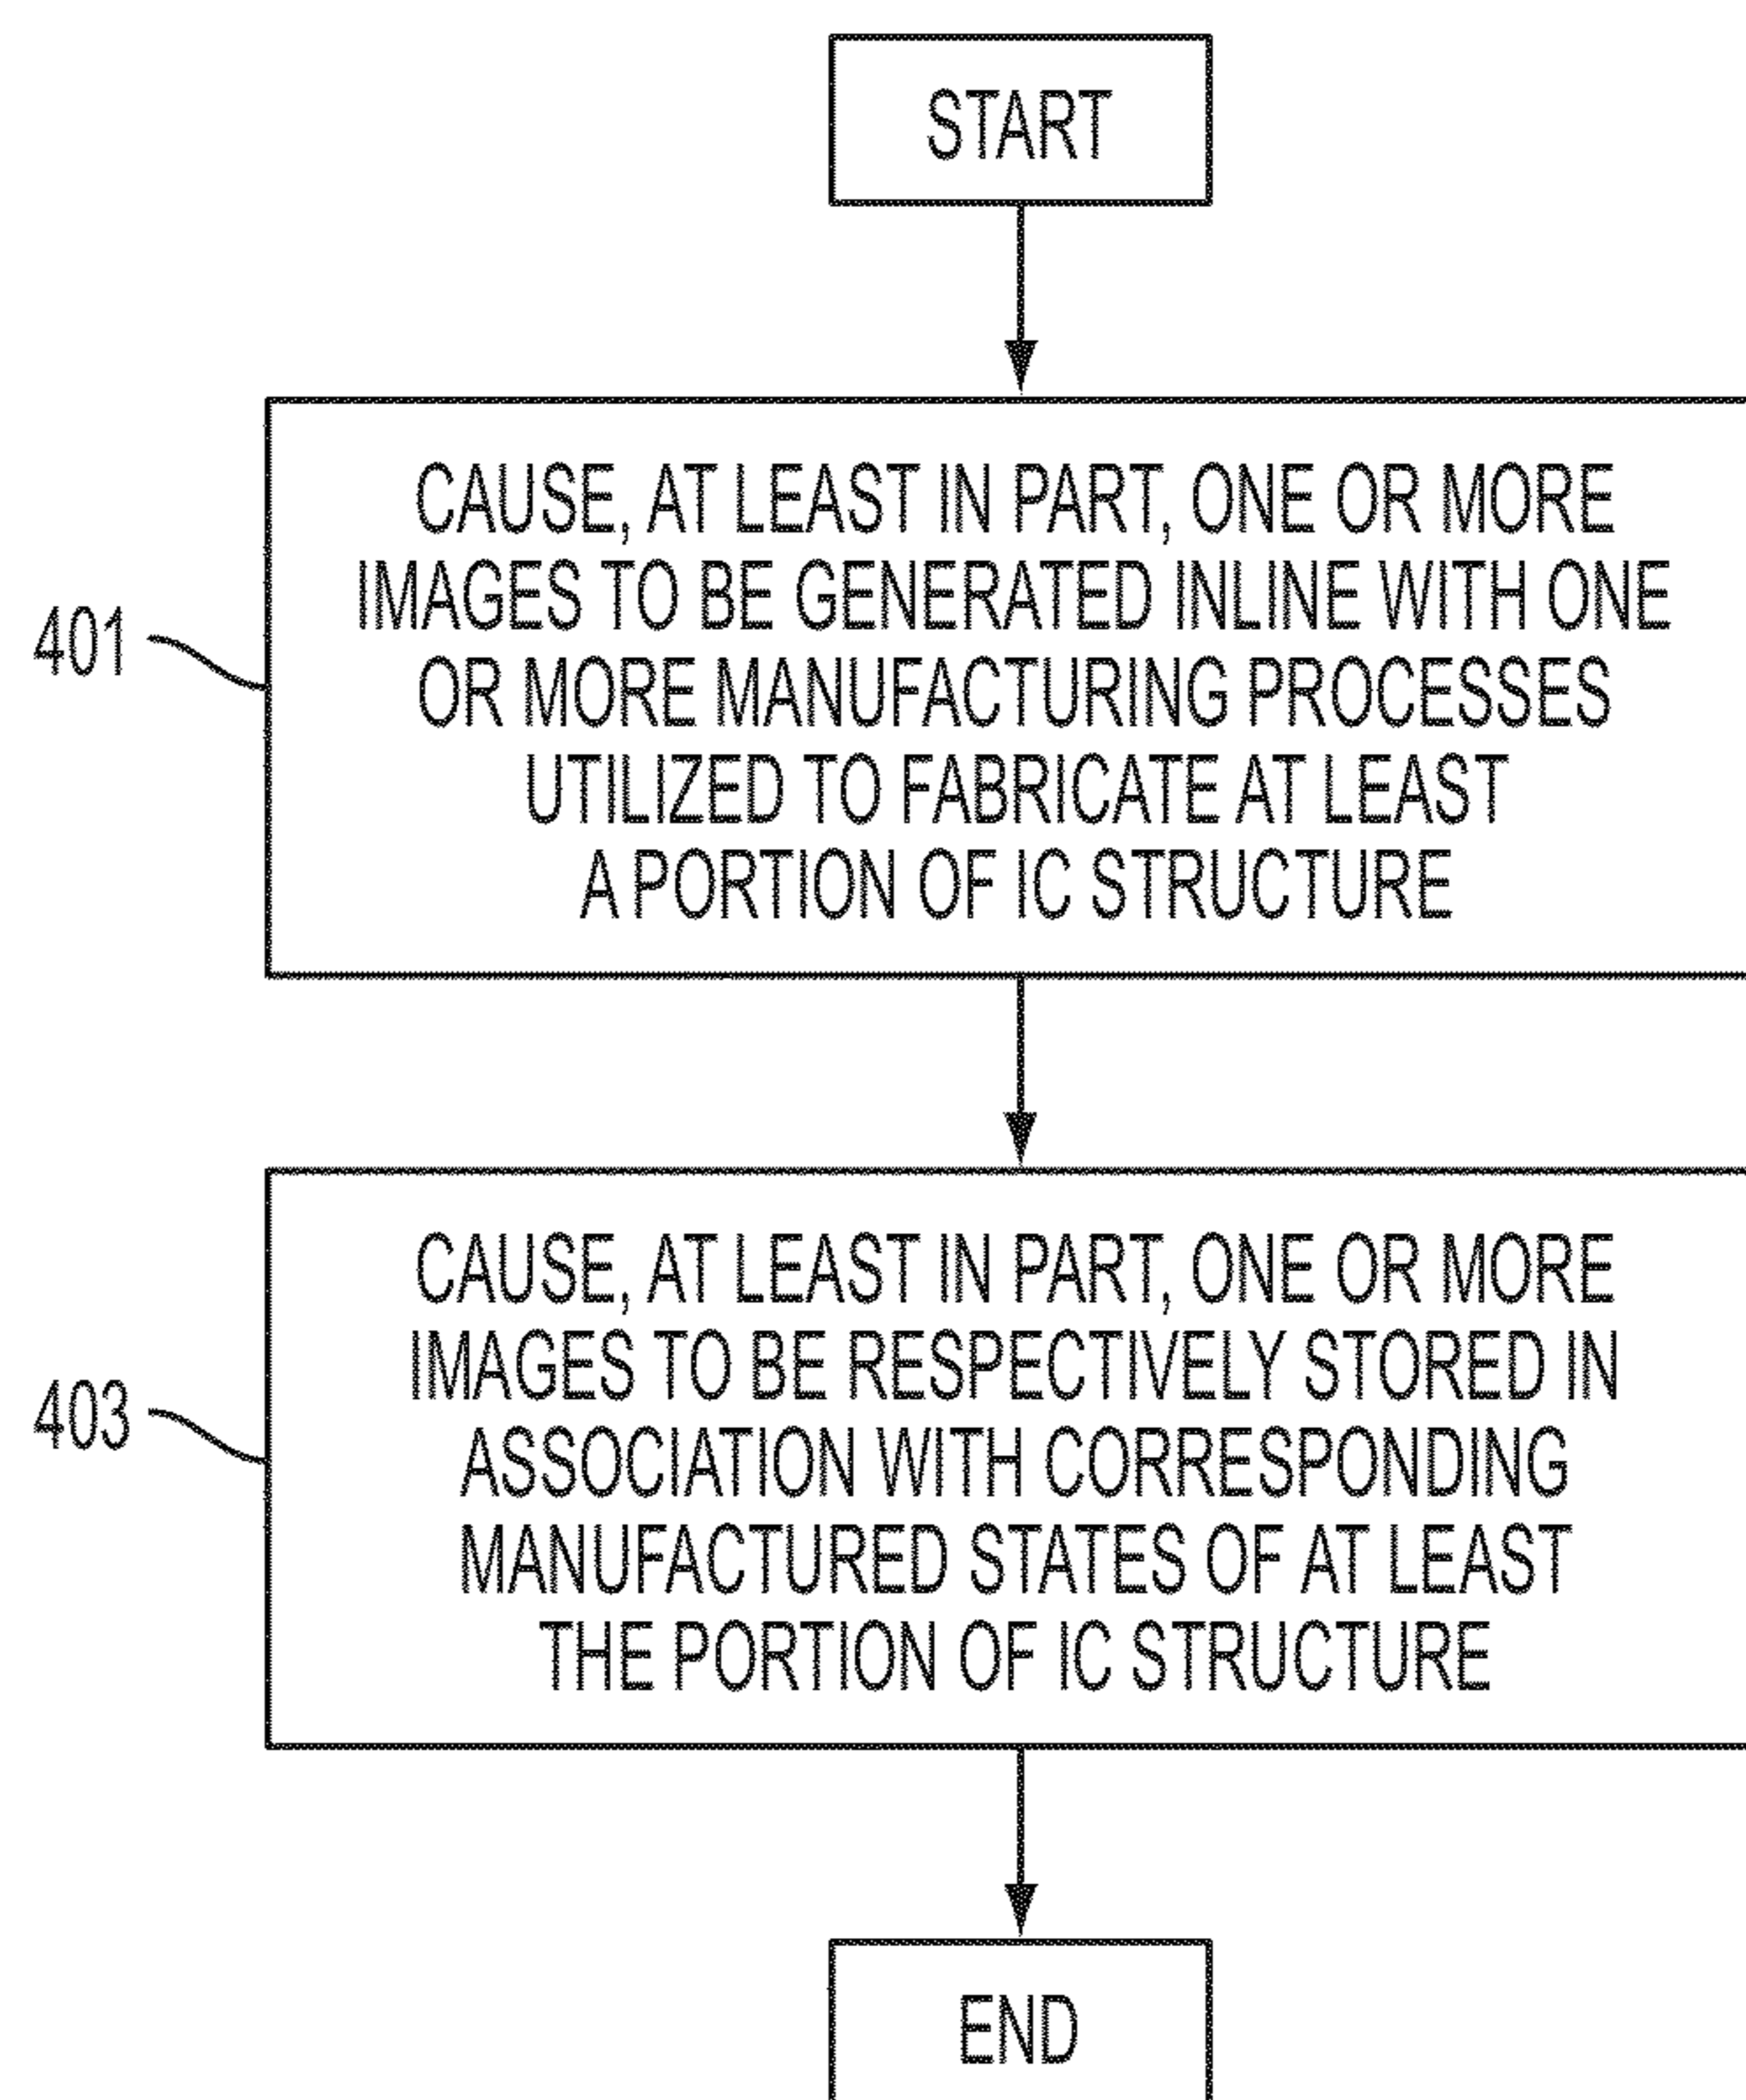 START
CAUSE, AT LEAST IN PART, ONE OR MORE
IMAGES TO BE GENERATED INLINE WITH ONE
OR MORE MANUFACTURING PROCESSES
UTILIZED TO FABRICATE AT LEAST
A PORTION OF IC STRUCTURE
401
CAUSE, AT LEAST IN PART, ONE OR MORE
IMAGES TO BE RESPECTIVELY STORED IN
ASSOCIATION WITH CORRESPONDING
MANUFACTURED STATES OF AT LEAST
THE PORTION OF IC STRUCTURE
403
END